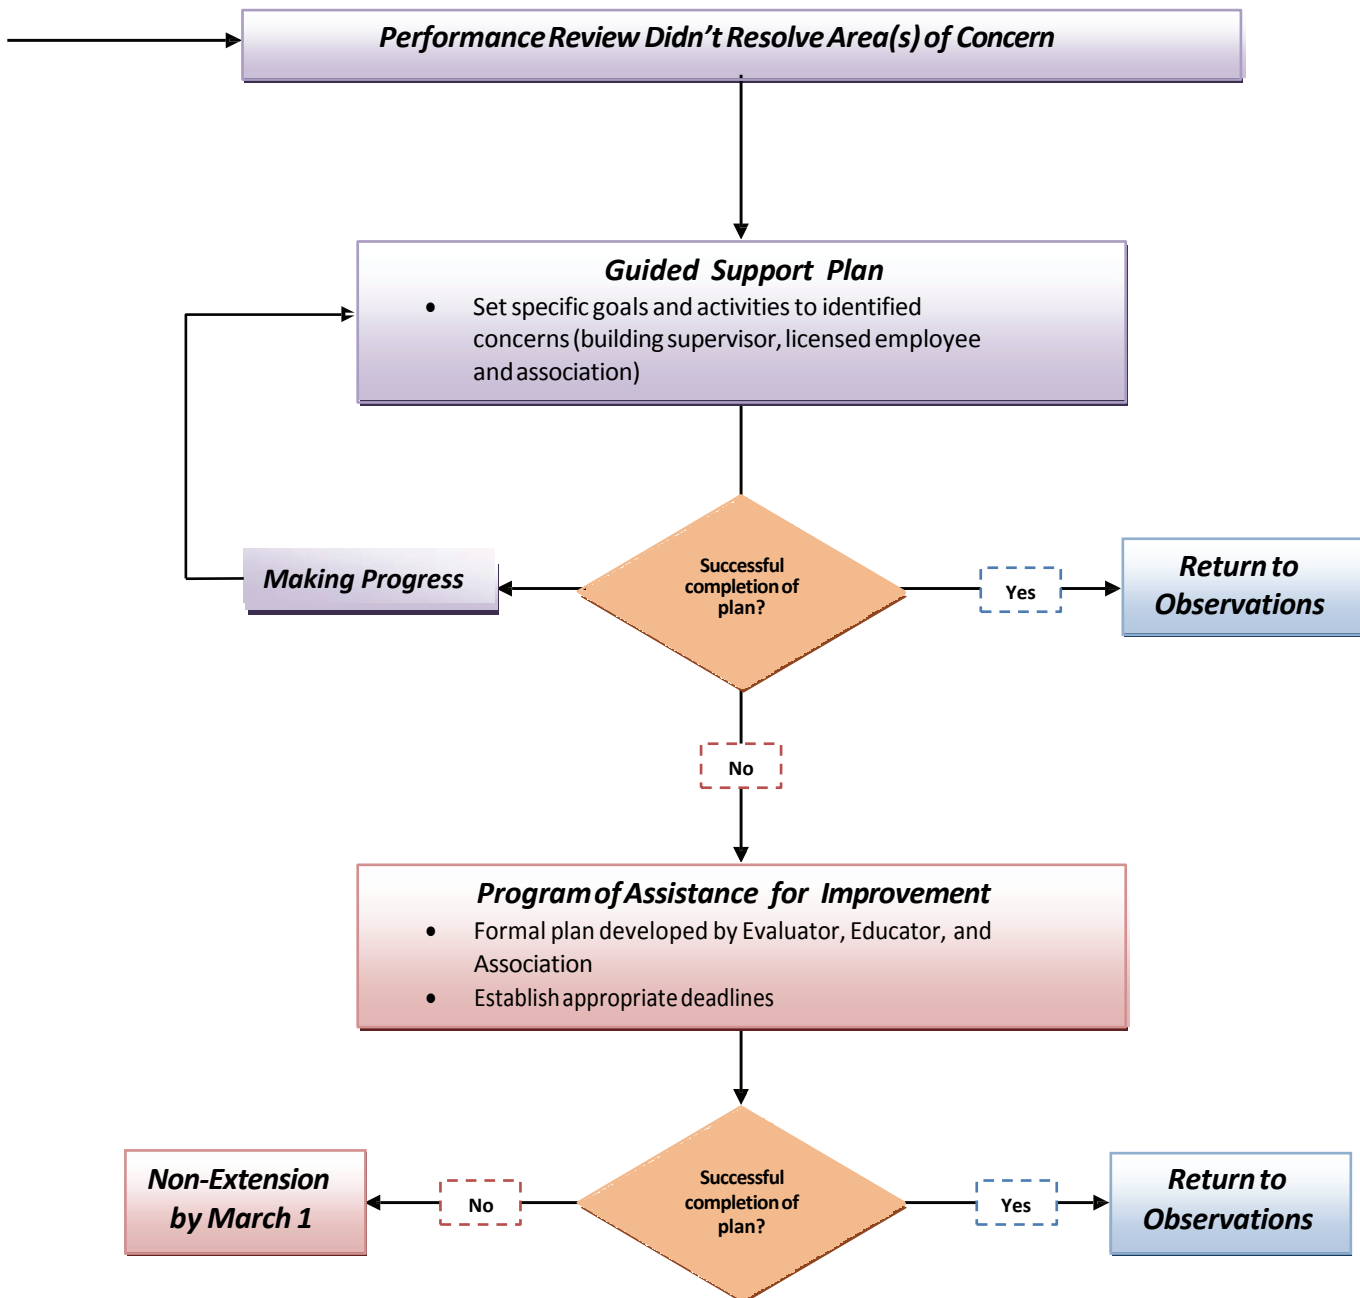 Performance Review Didn’t Resolve Area(s) of Concern
Guided Support Plan
• Set specific goals and activities to identified
concerns (building supervisor, licensed employee
and association)
Making Progress
Successful
completion of
plan?
Yes
Return to
Observations
No
Program of Assistance for Improvement
• Formal plan developed by Evaluator, Educator, and
Association
• Establish appropriate deadlines
Non-Extension
by March 1
No
Successful
completion of
plan?
Yes
Return to
Observations